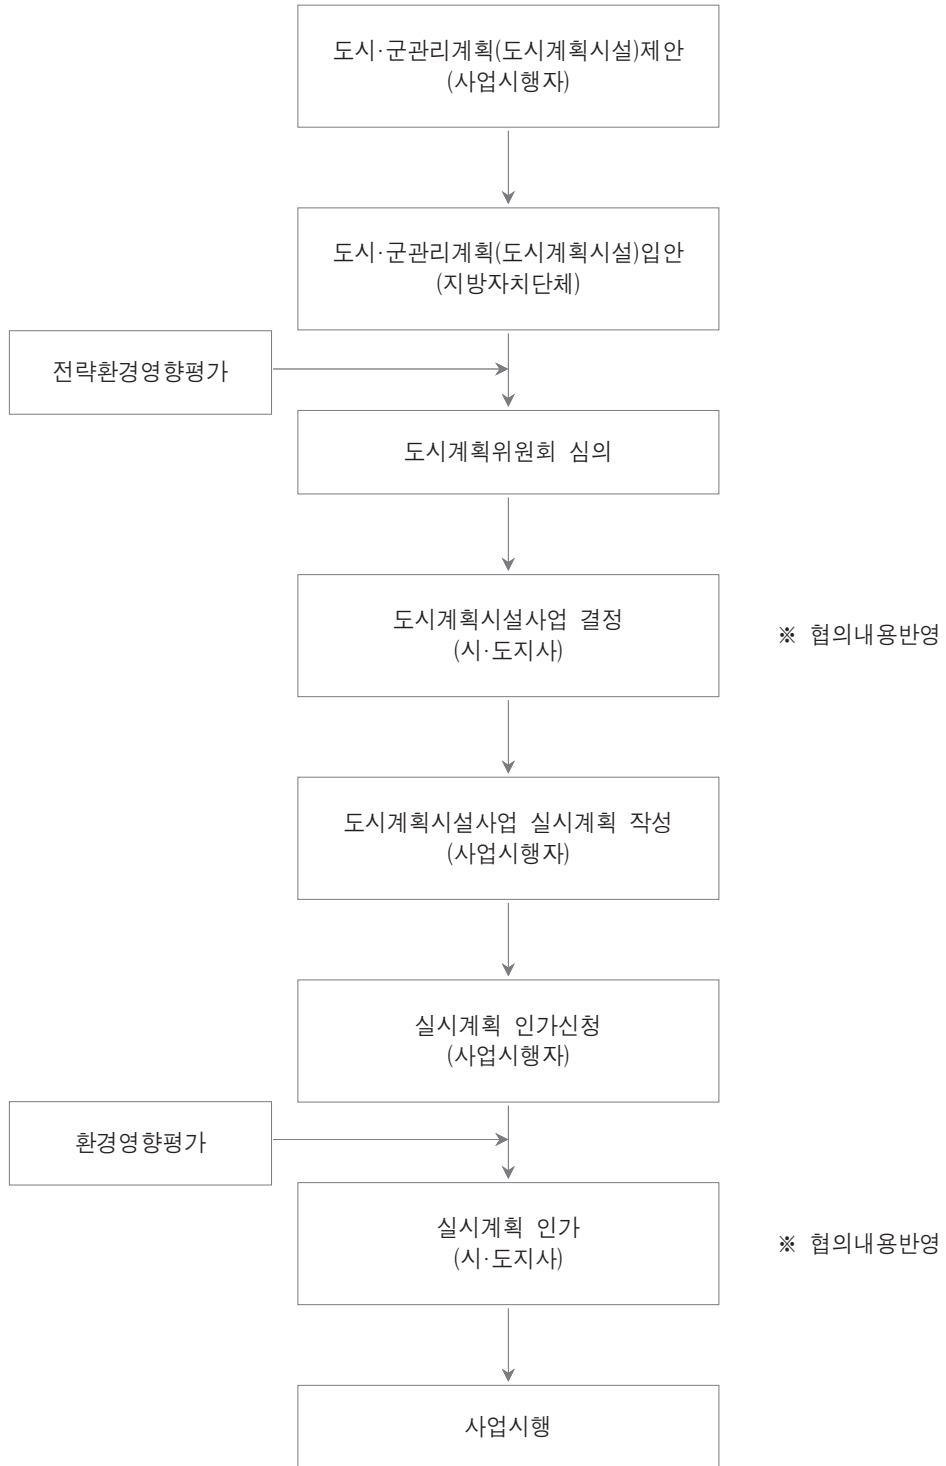 도시·군관리계획(도시계획시설)제안
(사업시행자)
도시·군관리계획(도시계획시설)입안
(지방자치단체)
전략환경영향평가
도시계획위원회 심의
도시계획시설사업 결정
(시·도지사)
※ 협의내용반영
도시계획시설사업 실시계획 작성
(사업시행자)
실시계획 인가신청
(사업시행자)
환경영향평가
실시계획 인가
(시·도지사)
※ 협의내용반영
사업시행